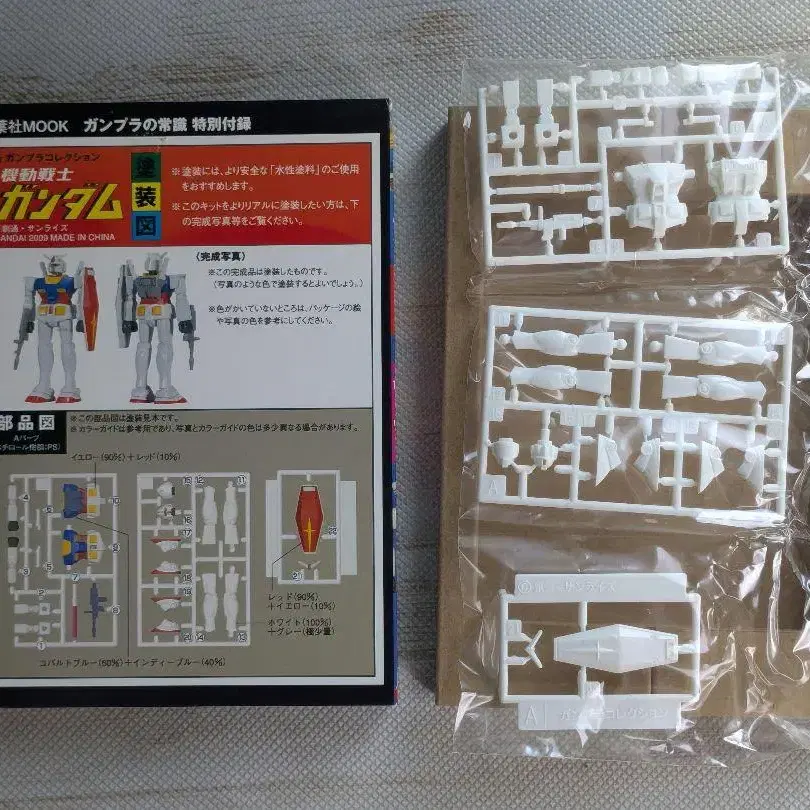 葉社MOOK ガンプラの常識 特別付録
ガンプラコレクション
機動戦士
ガンダム
創通・サンライズ
ANDAI 2009 MADE IN CHINA
塗装図
※塗装には、より安全な「水性塗料」のご使用
をおすすめします。
※このキットをよりリアルに塗装したい方は、下
の完成写真等をご覧ください。
〈完成写真〉
※この完成品は塗装したものです。
(写真のような色で塗装するとよいでしょう。)
※色がかいていないところは、パッケージの絵
や写真の色を参考にしてください。
部品図
Aパーツ
スチロール樹脂:PS)
※この部品図は塗装見本です。
※カラーガイドは参考用であり、写真とカラーガイドの色は多少異なる場合があります。
イエロー(90%)+レッド(10%)
レッド(90%)
+イエロー(10%)
ホワイト(100%)
+グレー(極少量)
コバルトブルー(60%)+インディーブルー(40%)
サンライズ
A
A
ガンプラコレクション